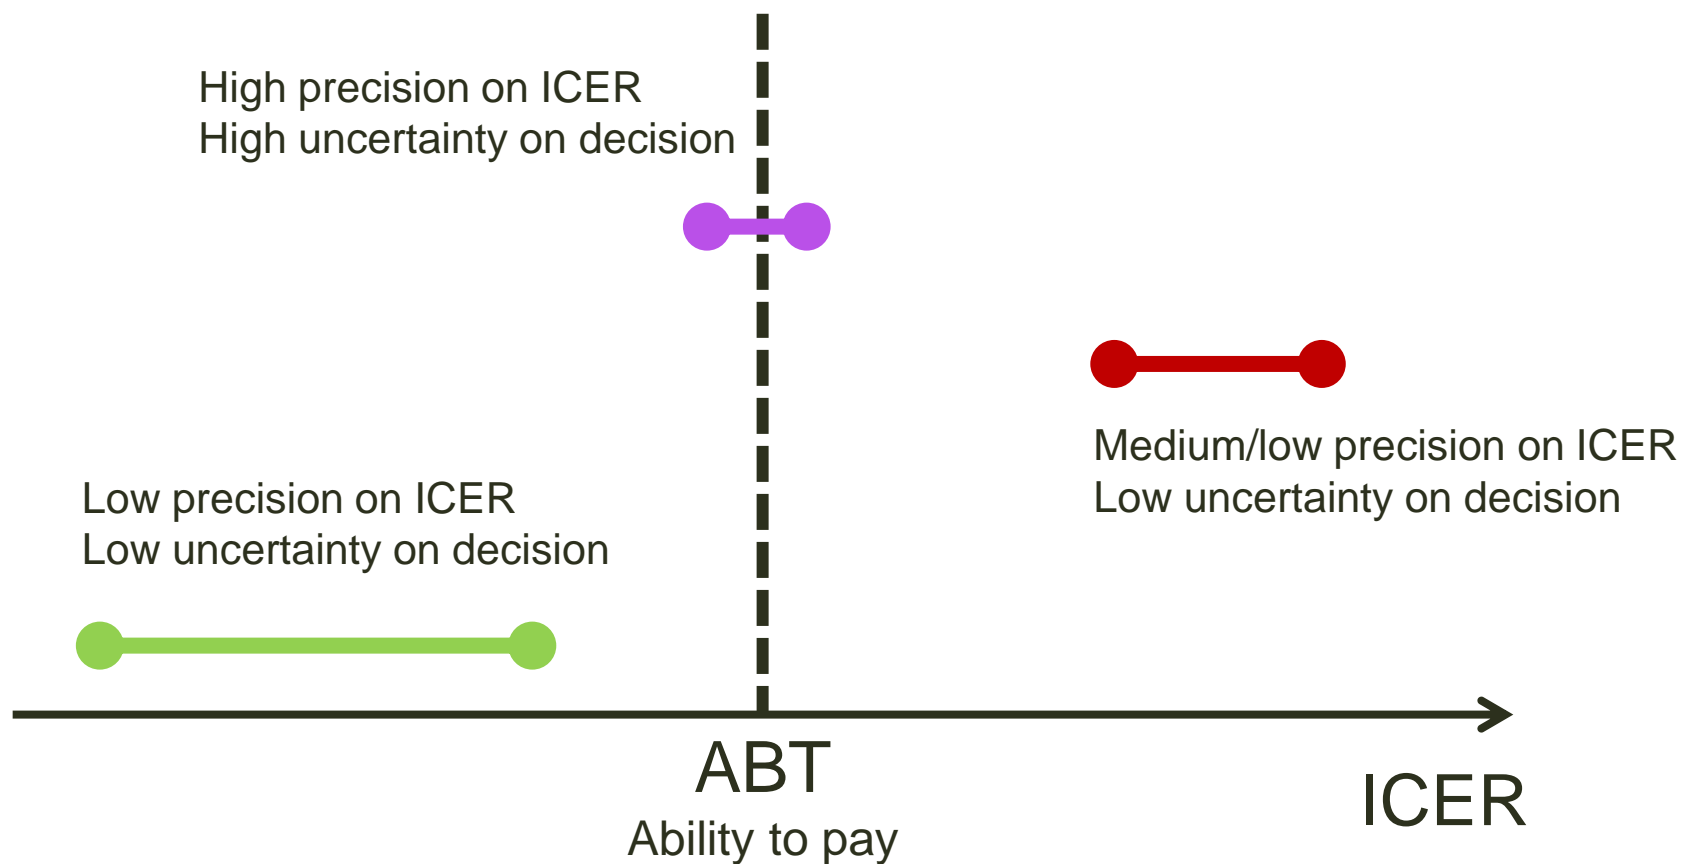 High precision on ICER
High uncertainty on decision
Medium/low precision on ICER
Low uncertainty on decision
Low precision on ICER
Low uncertainty on decision
ABT
Ability to pay
ICER